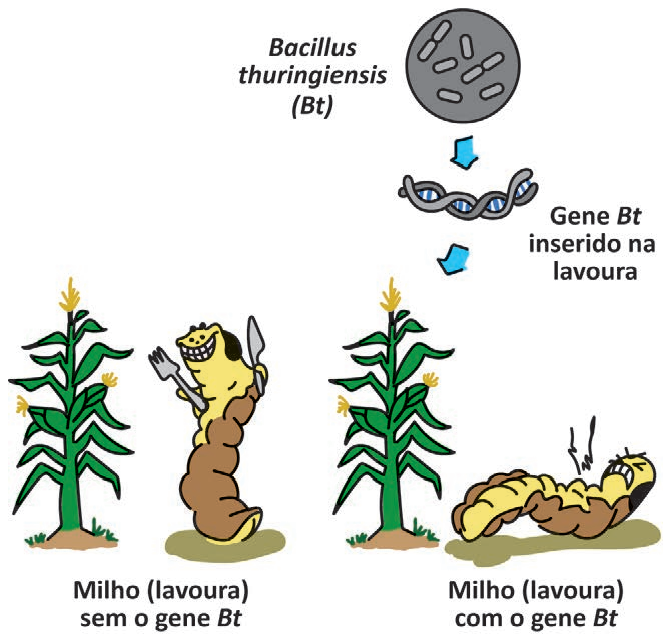 Bacillus
thuringiensis
(Bt)
Gene Bt
inserido na
lavoura
Milho (lavoura)
sem o gene Bt
Milho (lavoura)
com o gene Bt